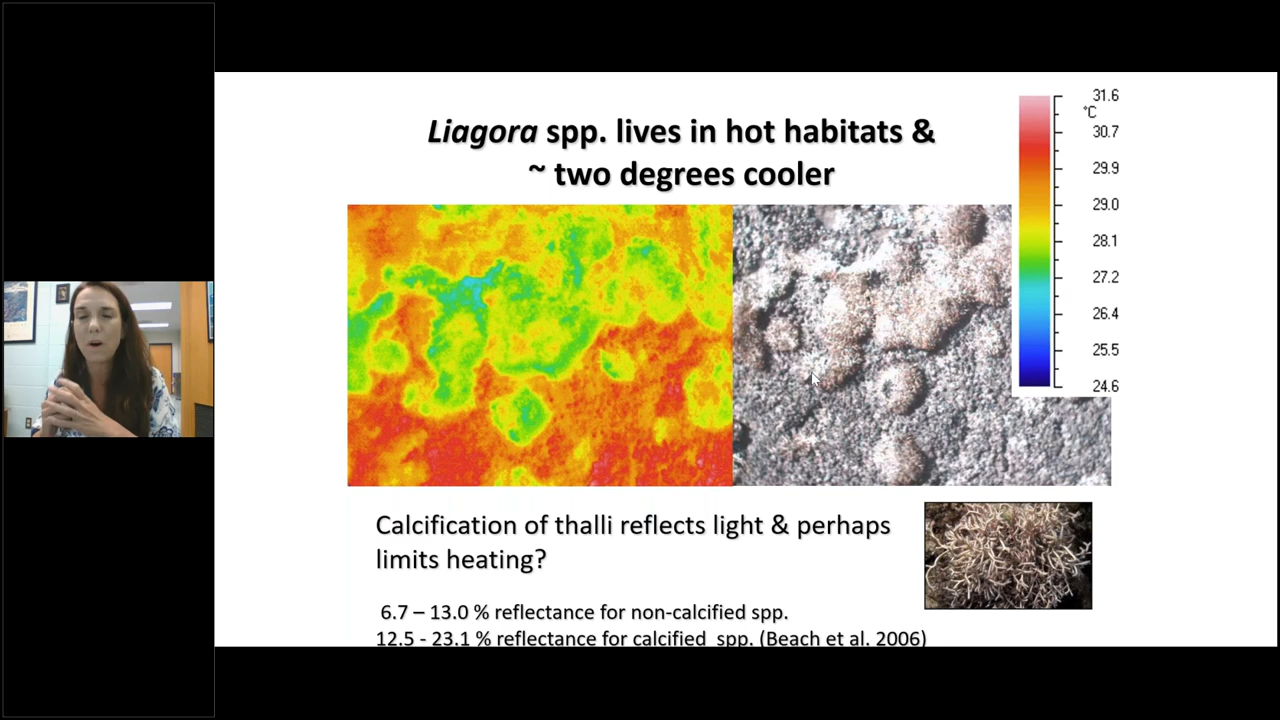 Liagora spp. lives in hot habitats &
~ two degrees cooler
31.6
°C
30.7
29.9
29.0
28.1
27.2
26.4
25.5
24.6
Calcification of thalli reflects light & perhaps
limits heating?
6.7 – 13.0 % reflectance for non-calcified spp.
12.5 - 23.1 % reflectance for calcified spp. (Beach et al. 2006)